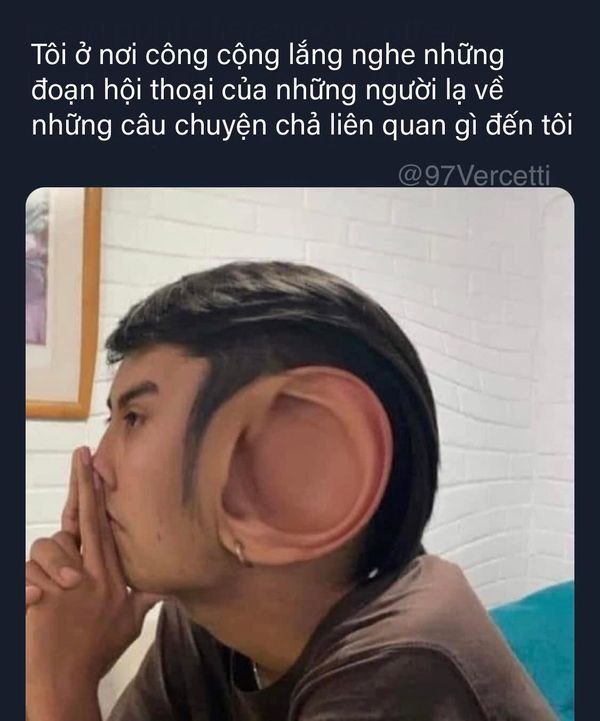 Tôi ở nơi công cộng lắng nghe những
đoạn hội thoại của những người lạ về
những câu chuyện chả liên quan gì đến tôi
@97Vercetti